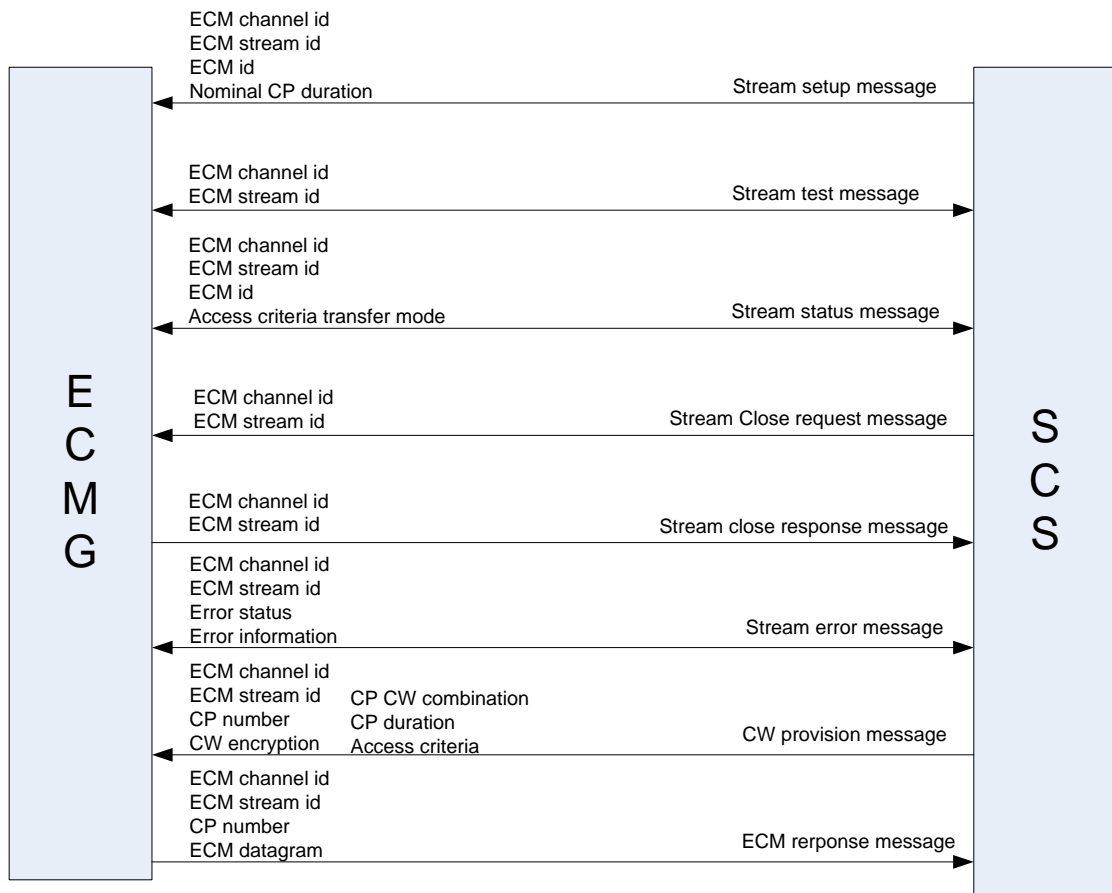 ECM channel id
ECM stream id
ECM id
Nominal CP duration
Stream setup message
ECM channel id
ECM stream id
Stream test message
ECM channel id
ECM stream id
ECM id
Access criteria transfer mode
Stream status message
ECM channel id
ECM stream id
Stream Close request message
ECM channel id
ECM stream id
Stream close response message
ECM channel id
ECM stream id
Error status
Error information
Stream error message
ECM channel id
ECM stream id
CP number
CW encryption
CP CW combination
CP duration
Access criteria
CW provision message
ECM channel id
ECM stream id
CP number
ECM datagram
ECM rerponse message
E
C
M
G
S
C
S